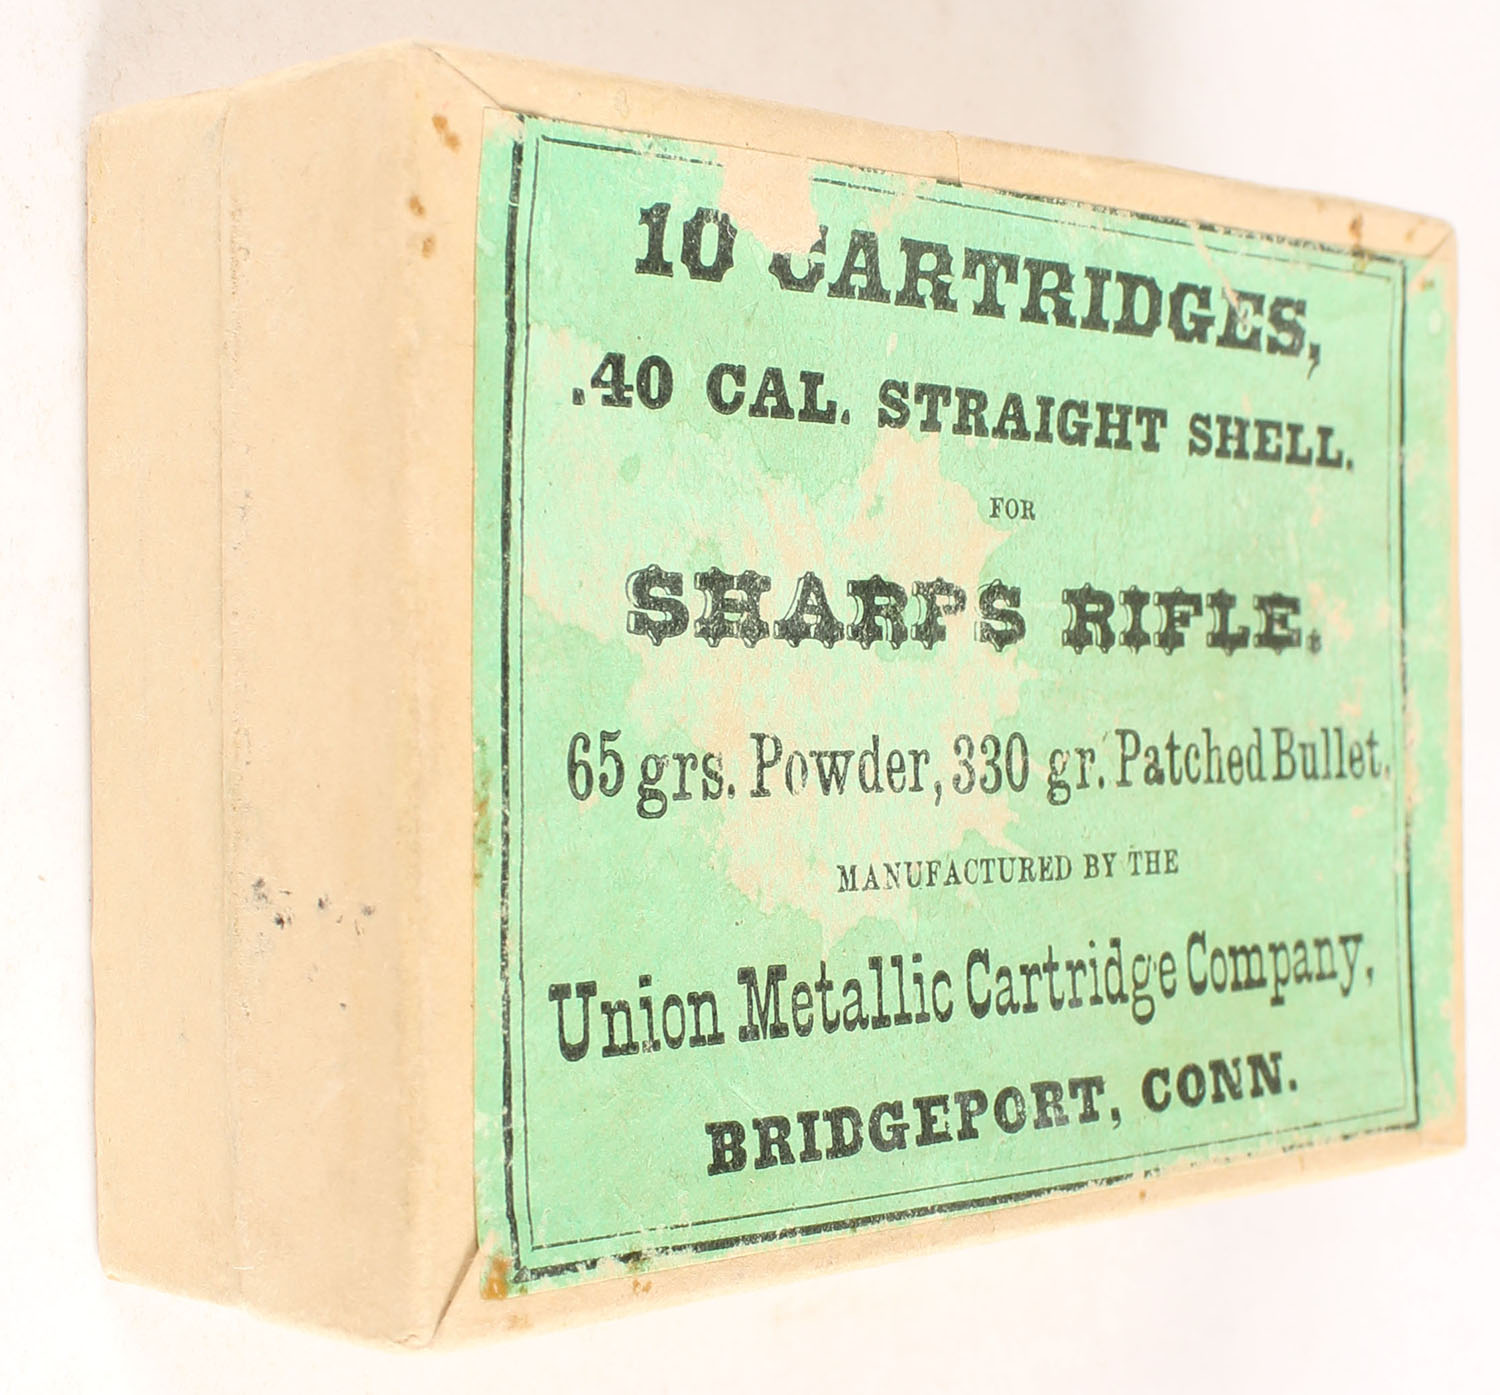 10 CARTRIDGES,
.40 CAL. STRAIGHT SHELL.
FOR
SHARPS RIFLE.
65 grs. Powder, 330 gr. Patched Bullet.
MANUFACTURED BY THE
Union Metallic Cartridge Company,
BRIDGEPORT, CONN.